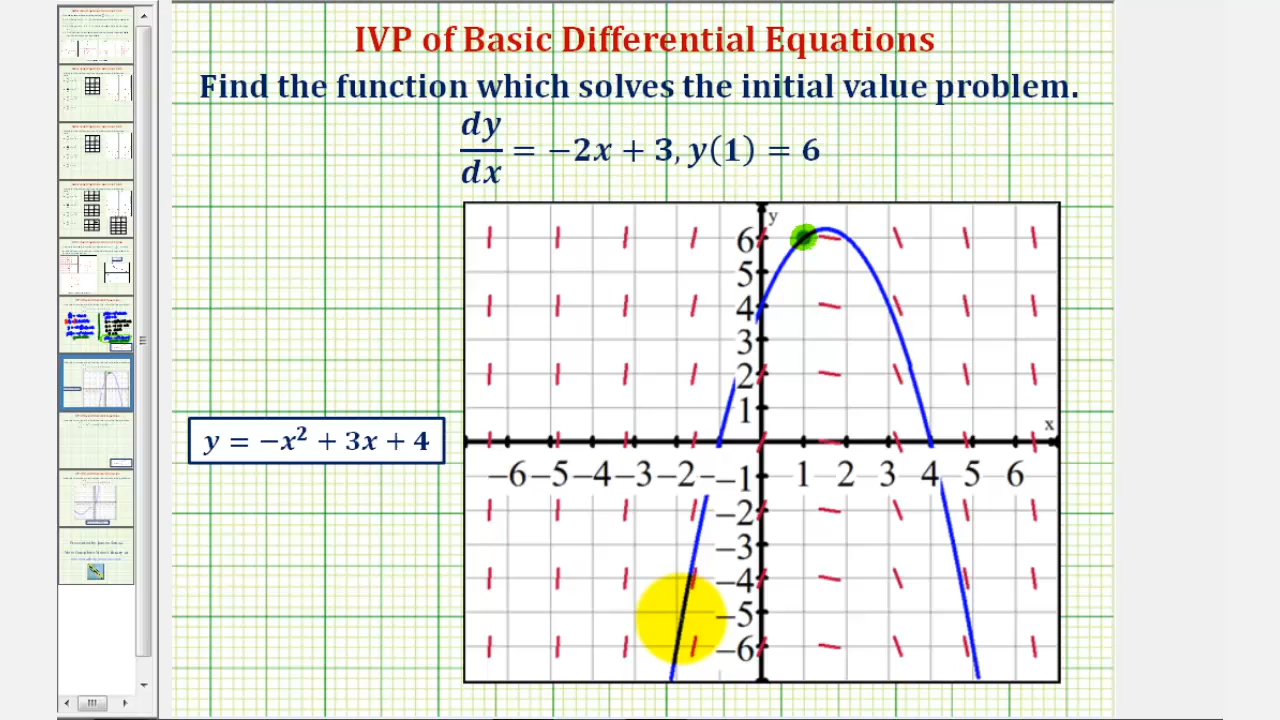 IVP of Basic Differential Equations
Find the function which solves the initial value problem.
dy/dx = −2x + 3, y(1) = 6
y
6
5
4
3
2
1
x
−6 −5 −4 −3 −2 − −1 1 2 3 4 5 6
−2
−3
−4
−5
−6
y = −x² + 3x + 4